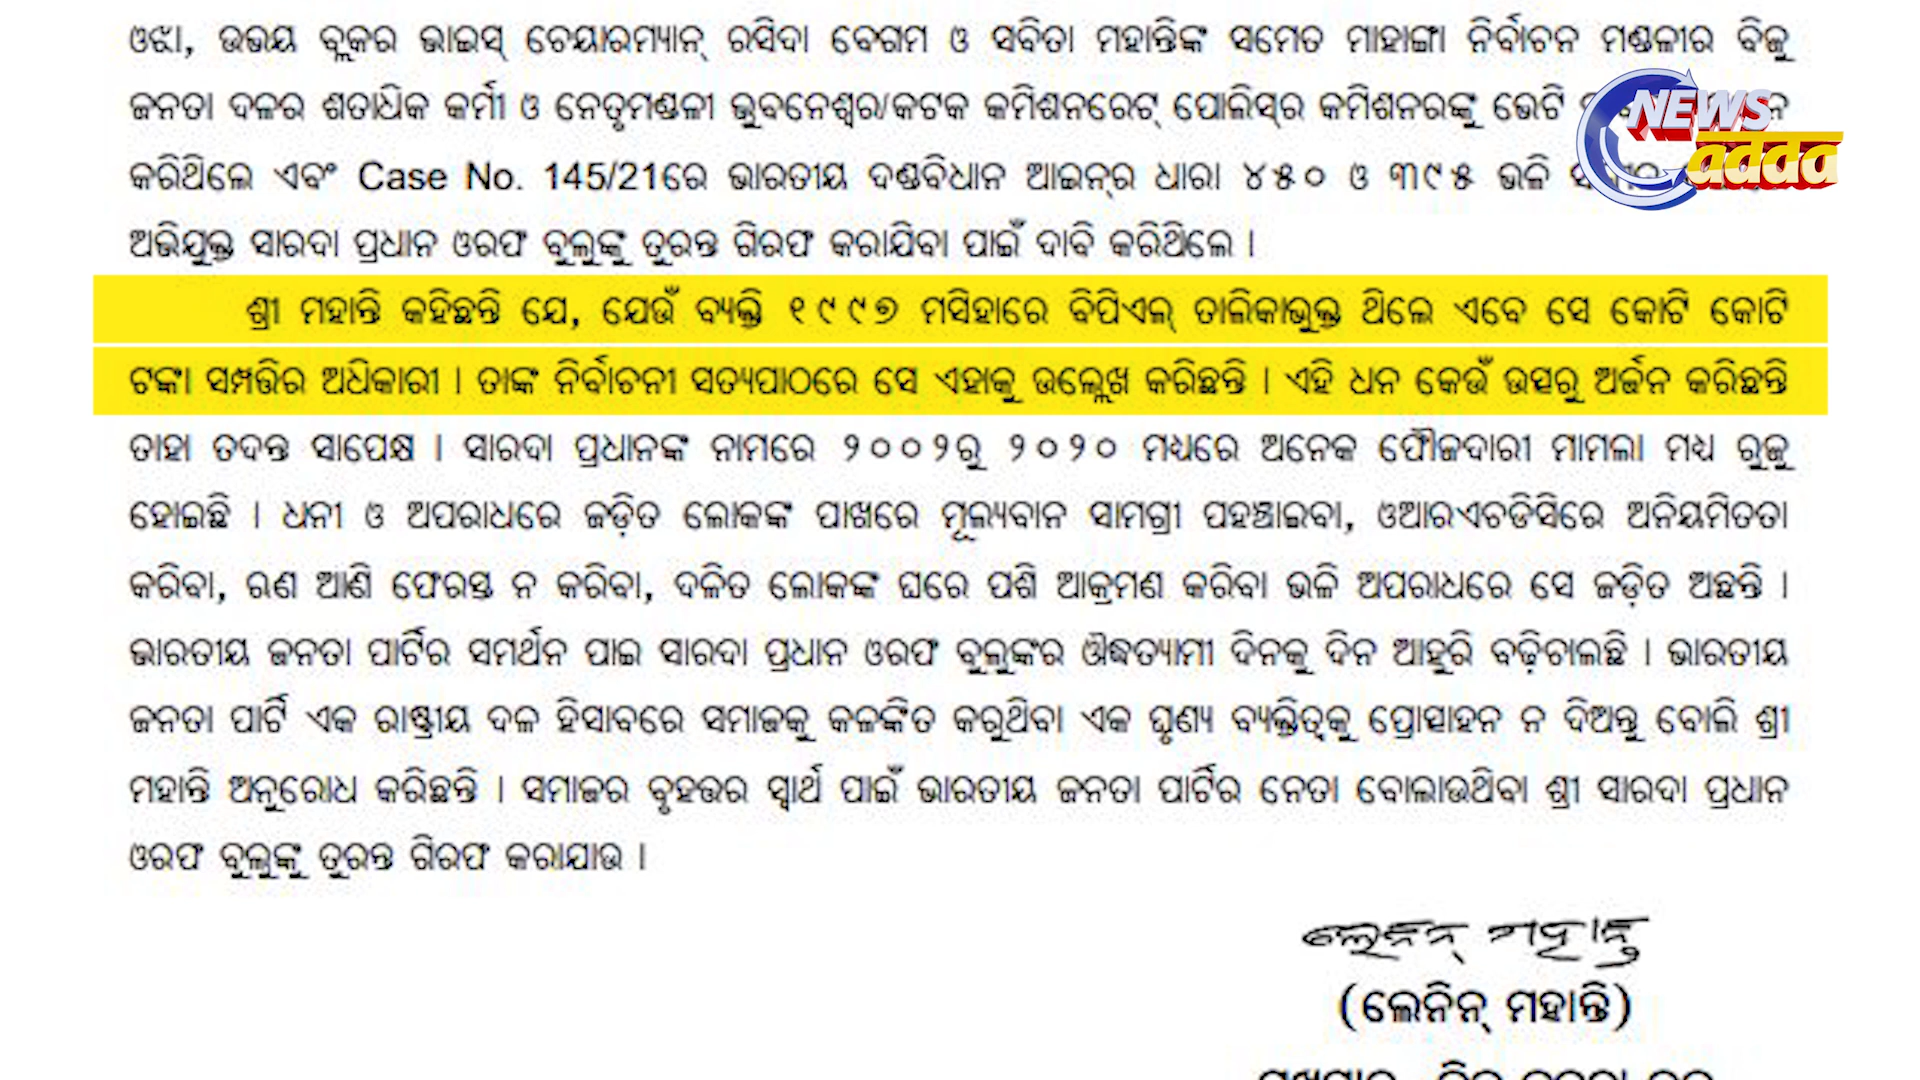 ଓଝା, ଉଭୟ ବ୍ଲକର ଭାଇସ୍ ଚେୟାରମ୍ୟାନ୍ ରସିଦା ବେଗମ ଓ ସବିତା ମହାନ୍ତିଙ୍କ ସମେତ ମାହାଙ୍ଗା ନିର୍ବାଚନ ମଣ୍ଡଳୀର ବିଜୁ
ଜନତା ଦଳର ଶତାଧିକ କର୍ମୀ ଓ ନେତୃମଣ୍ଡଳୀ ଭୁବନେଶ୍ୱର/କଟକ କମିଶନରେଟ୍ ପୋଲିସ୍‌ର କମିଶନରଙ୍କୁ ଭେଟି
NEWS
adda
କରିଥିଲେ ଏବଂ Case No. 145/21ରେ ଭାରତୀୟ ଦଣ୍ଡବିଧାନ ଆଇନ୍‌ର ଧାରା ୪୫୦ ଓ ୩୯୫ ଭଳି
ଅଭିଯୁକ୍ତ ସାରଦା ପ୍ରଧାନ ଓରଫ ବୁଲୁଙ୍କୁ ତୁରନ୍ତ ଗିରଫ କରାଯିବା ପାଇଁ ଦାବି କରିଥିଲେ ।
ଶ୍ରୀ ମହାନ୍ତି କହିଛନ୍ତି ଯେ, ଯେଉଁ ବ୍ୟକ୍ତି ୧୯୯୭ ମସିହାରେ ବିପିଏଲ୍ ତାଲିକାଭୁକ୍ତ ଥିଲେ ଏବେ ସେ କୋଟି କୋଟି
ଟଙ୍କା ସମ୍ପତ୍ତିର ଅଧିକାରୀ । ତାଙ୍କ ନିର୍ବାଚନୀ ସତ୍ୟପାଠରେ ସେ ଏହାକୁ ଉଲ୍ଲେଖ କରିଛନ୍ତି । ଏହି ଧନ କେଉଁ ଉତ୍ସରୁ ଅର୍ଜନ କରିଛନ୍ତି
ତାହା ତଦନ୍ତ ସାପେକ୍ଷ । ସାରଦା ପ୍ରଧାନଙ୍କ ନାମରେ ୨୦୦୨ରୁ ୨୦୨୦ ମଧ୍ୟରେ ଅନେକ ଫୌଜଦାରୀ ମାମଲା ମଧ୍ୟ ରୁଜୁ
ହୋଇଛି । ଧନୀ ଓ ଅପରାଧରେ ଜଡ଼ିତ ଲୋକଙ୍କ ପାଖରେ ମୂଲ୍ୟବାନ ସାମଗ୍ରୀ ପହଞ୍ଚାଇବା, ଓଆରଏଚଡିସିରେ ଅନିୟମିତତା
କରିବା, ଋଣ ଆଣି ଫେରସ୍ତ ନ କରିବା, ଦଳିତ ଲୋକଙ୍କ ଘରେ ପଶି ଆକ୍ରମଣ କରିବା ଭଳି ଅପରାଧରେ ସେ ଜଡ଼ିତ ଅଛନ୍ତି ।
ଭାରତୀୟ ଜନତା ପାର୍ଟିର ସମର୍ଥନ ପାଇ ସାରଦା ପ୍ରଧାନ ଓରଫ ବୁଲୁଙ୍କର ଔଦ୍ଧତ୍ୟାମୀ ଦିନକୁ ଦିନ ଆହୁରି ବଢ଼ିଚାଲଛି । ଭାରତୀୟ
ଜନତା ପାର୍ଟି ଏକ ରାଷ୍ଟ୍ରୀୟ ଦଳ ହିସାବରେ ସମାଜକୁ କଳଙ୍କିତ କରୁଥିବା ଏକ ଘୃଣ୍ୟ ବ୍ୟକ୍ତିତ୍ୱକୁ ପ୍ରୋତ୍ସାହନ ନ ଦିଅନ୍ତୁ ବୋଲି ଶ୍ରୀ
ମହାନ୍ତି ଅନୁରୋଧ କରିଛନ୍ତି । ସମାଜର ବୃହତ୍ତର ସ୍ୱାର୍ଥ ପାଇଁ ଭାରତୀୟ ଜନତା ପାର୍ଟିର ନେତା ବୋଲାଉଥିବା ଶ୍ରୀ ସାରଦା ପ୍ରଧାନ
ଓରଫ ବୁଲୁଙ୍କୁ ତୁରନ୍ତ ଗିରଫ କରାଯାଉ ।
ଲେନିନ୍ ମହାନ୍ତି
(ଲେନିନ୍ ମହାନ୍ତି)